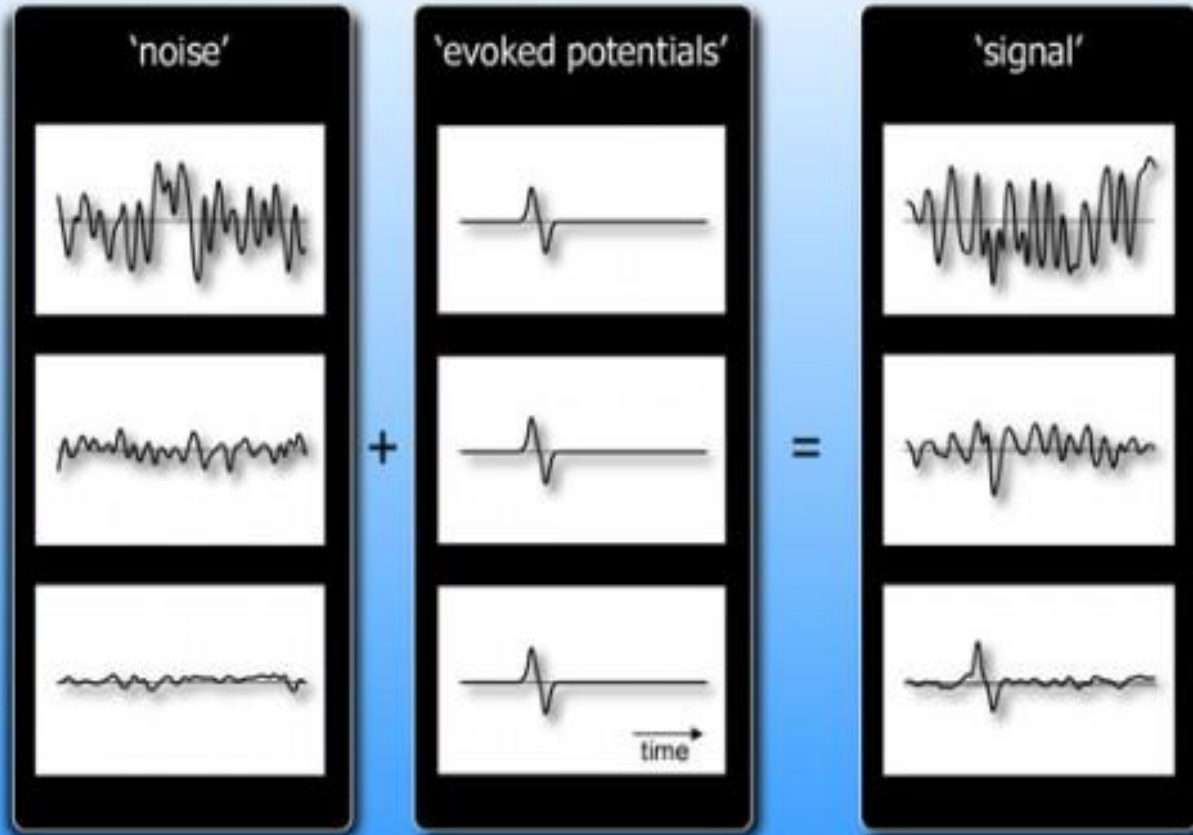 ‘noise’
‘evoked potentials’
‘signal’
+
=
time